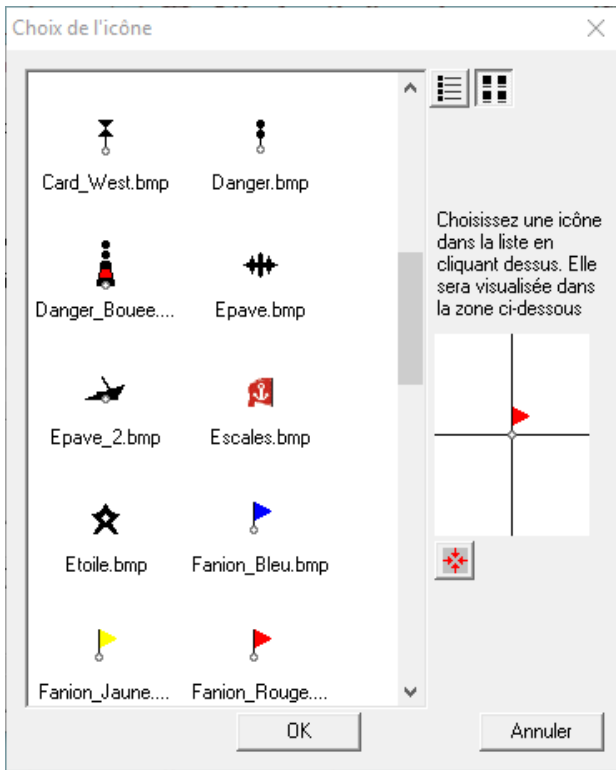 Choix de l'icône
Card_West.bmp Danger.bmp
Danger_Bouee.... Epave.bmp
Epave_2.bmp Escales.bmp
Etoile.bmp Fanion_Bleu.bmp
Fanion_Jaune.... Fanion_Rouge....
Choisissez une icône
dans la liste en
cliquant dessus. Elle
sera visualisée dans
la zone ci-dessous
OK Annuler